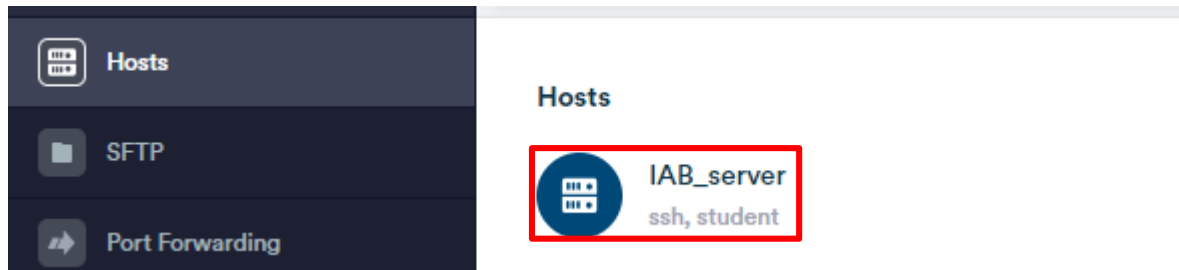 Hosts
SFTP
Port Forwarding
Hosts
IAB_server
ssh, student